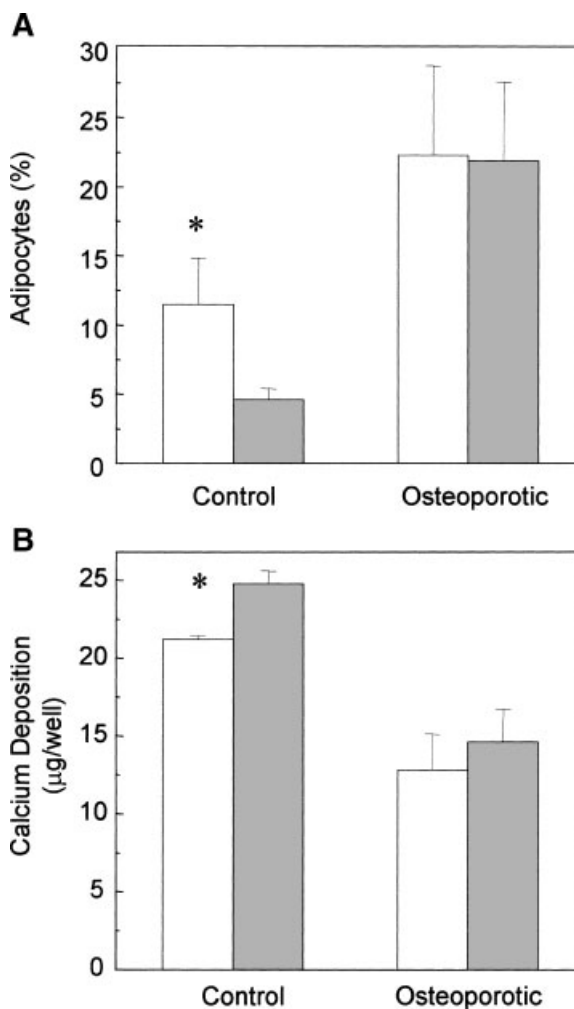 A
30
25
20
15
10
5
0
Adipocytes (%)
*
Control Osteoporotic
B
25
20
15
10
5
0
Calcium Deposition
(μg/well)
*
Control Osteoporotic